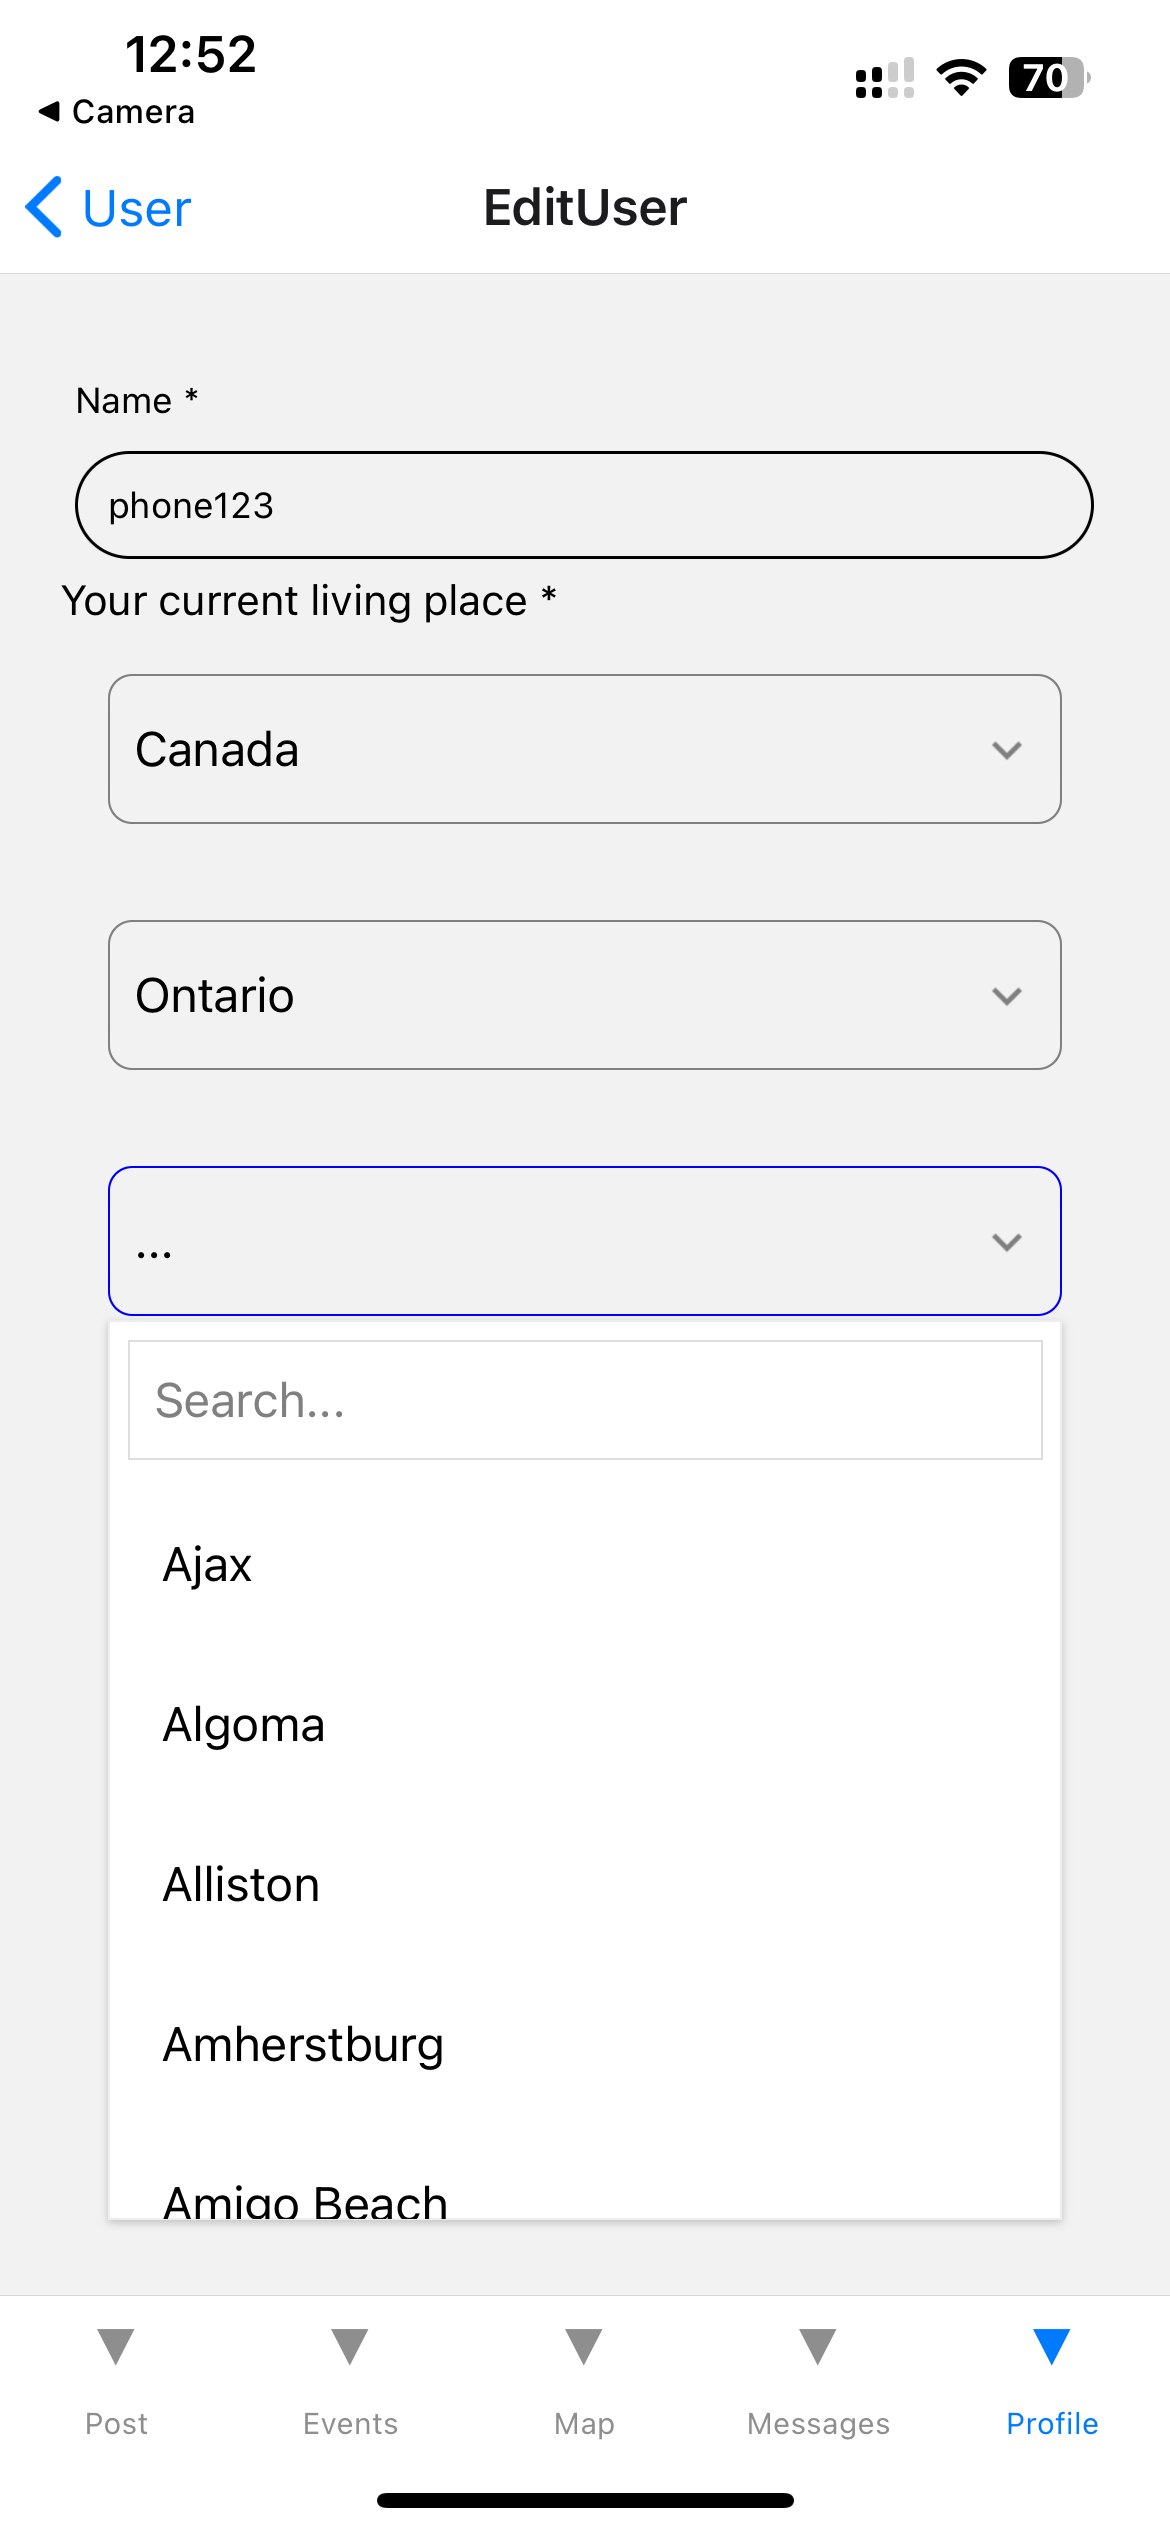 12:52
70
◀ Camera
User
EditUser
Name *
phone123
Your current living place *
Canada
Ontario
...
Search...
Ajax
Algoma
Alliston
Amherstburg
Amigo Beach
Post
Events
Map
Messages
Profile